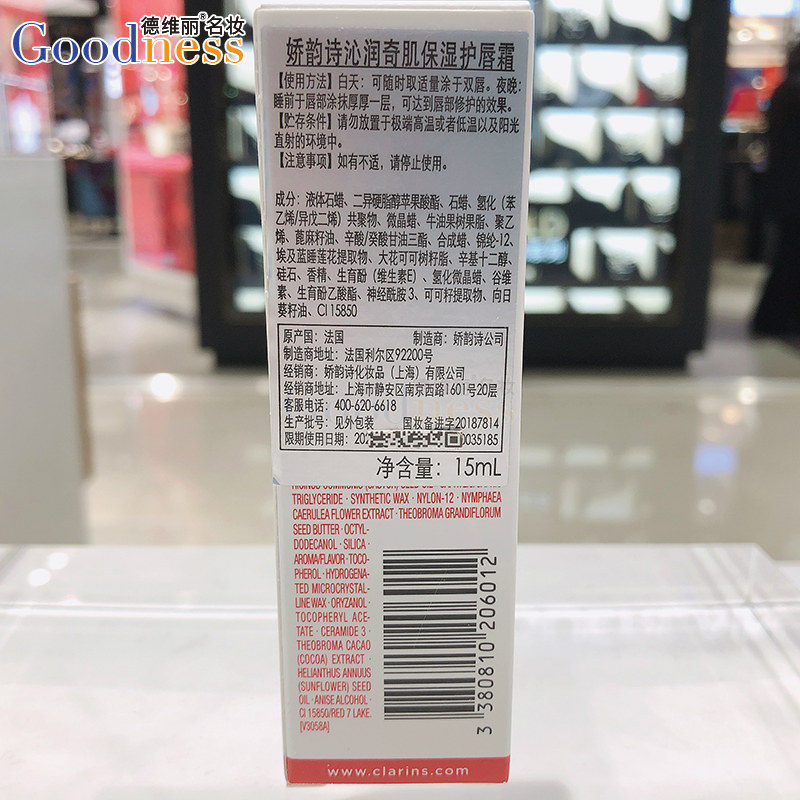 德维丽®名妆
Goodness
娇韵诗沁润奇肌保湿护唇霜
【使用方法】白天：可随时取适量涂于双唇。夜晚：
睡前于唇部涂抹厚厚一层，可达到唇部修护的效果。
【贮存条件】请勿放置于极端高温或者低温以及阳光
直射的环境中。
【注意事项】如有不适，请停止使用。
成分：液体石蜡、二异硬脂醇苹果酸酯、石蜡、氢化（苯
乙烯/异戊二烯）共聚物、微晶蜡、牛油果树果脂、聚乙
烯、蓖麻籽油、辛酸/癸酸甘油三酯、合成蜡、锦纶-12、
埃及蓝睡莲花提取物、大花可可树籽脂、辛基十二醇、
硅石、香精、生育酚（维生素E）、氢化微晶蜡、谷维
素、生育酚乙酸酯、神经酰胺 3、可可籽提取物、向日
葵籽油、CI 15850
原产国：法国 制造商：娇韵诗公司
制造商地址：法国利尔区92200号
经销商：娇韵诗化妆品（上海）有限公司
经销商地址：上海市静安区南京西路1601号20层
客服电话：400-620-6618
生产批号：见外包装 国妆备进字20187814
限期使用日期：202 0035185
净含量：15mL
TRIGLYCERIDE · SYNTHETIC WAX · NYLON-12 · NYMPHAEA
CAERULEA FLOWER EXTRACT · THEOBROMA GRANDIFLORUM
SEED BUTTER · OCTYL-
DODECANOL · SILICA ·
AROMA/FLAVOR · TOCO-
PHEROL · HYDROGENA-
TED MICROCRYSTAL-
LINE WAX · ORYZANOL ·
TOCOPHERYL ACE-
TATE · CERAMIDE 3 ·
THEOBROMA CACAO
(COCOA) EXTRACT ·
HELIANTHUS ANNUUS
(SUNFLOWER) SEED
OIL · ANISE ALCOHOL ·
CI 15850/RED 7 LAKE.
[V3058A]
3 380810 206012
www.clarins.com